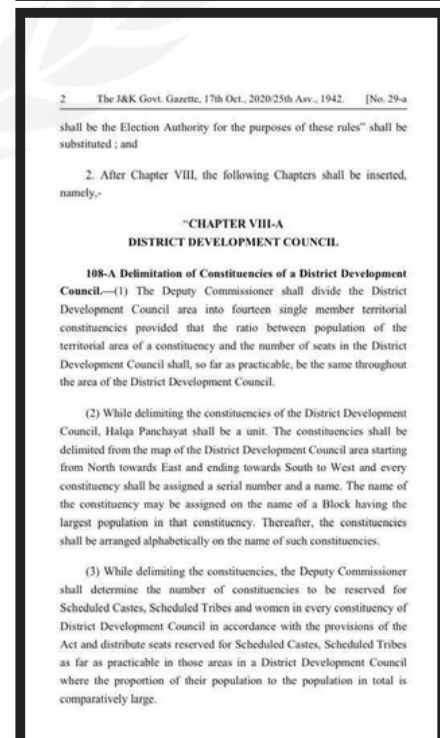 2 The J&K Govt. Gazette, 17th Oct., 2020/25th Asv., 1942. [No. 29-a
shall be the Election Authority for the purposes of these rules" shall be
substituted ; and
2. After Chapter VIII, the following Chapters shall be inserted,
namely,-
"CHAPTER VIII-A
DISTRICT DEVELOPMENT COUNCIL
108-A Delimitation of Constituencies of a District Development
Council.—(1) The Deputy Commissioner shall divide the District
Development Council area into fourteen single member territorial
constituencies provided that the ratio between population of the
territorial area of a constituency and the number of seats in the District
Development Council shall, so far as practicable, be the same throughout
the area of the District Development Council.
(2) While delimiting the constituencies of the District Development
Council, Halqa Panchayat shall be a unit. The constituencies shall be
delimited from the map of the District Development Council area starting
from North towards East and ending towards South to West and every
constituency shall be assigned a serial number and a name. The name of
the constituency may be assigned on the name of a Block having the
largest population in that constituency. Thereafter, the constituencies
shall be arranged alphabetically on the name of such constituencies.
(3) While delimiting the constituencies, the Deputy Commissioner
shall determine the number of constituencies to be reserved for
Scheduled Castes, Scheduled Tribes and women in every constituency of
District Development Council in accordance with the provisions of the
Act and distribute seats reserved for Scheduled Castes, Scheduled Tribes
as far as practicable in those areas in a District Development Council
where the proportion of their population to the population in total is
comparatively large.